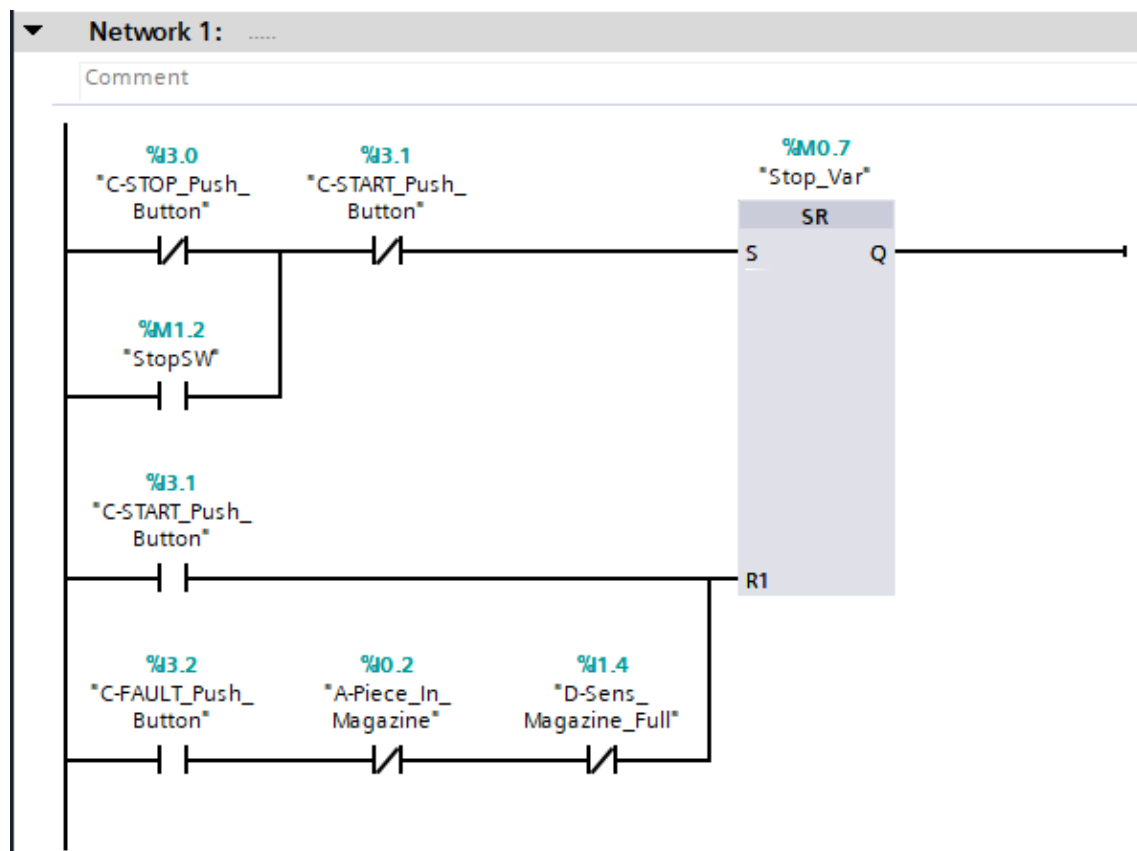 Network 1: .....
Comment
%I3.0
"C-STOP_Push_
Button"
%I3.1
"C-START_Push_
Button"
%M0.7
"Stop_Var"
SR
S
Q
%M1.2
"StopSW"
%I3.1
"C-START_Push_
Button"
R1
%I3.2
"C-FAULT_Push_
Button"
%I0.2
"A-Piece_In_
Magazine"
%I1.4
"D-Sens_
Magazine_Full"